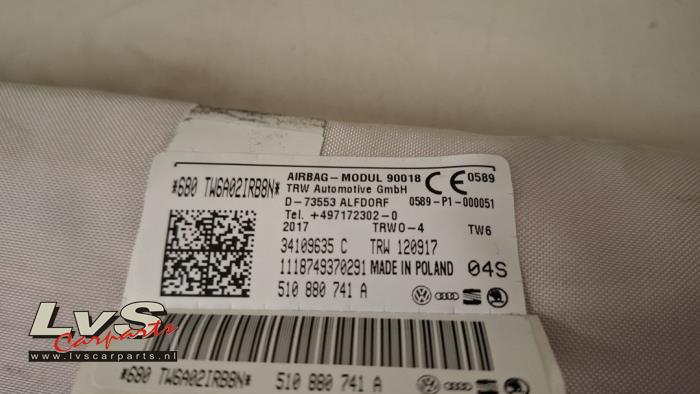 *680 TW6A02IRB8N*
AIRBAG-MODUL 90018 CE 0589
TRW Automotive GmbH
D-73553 ALFDORF 0589-P1-000051
Tel. +497172302-0
2017 TRWO-4 TW6
34109635 C TRW 120917
1118749370291 MADE IN POLAND 04S
510 880 741 A
LvS
Carparts
www.lvscarparts.nl
*680 TW6A02IRB8N* 510 880 741 A